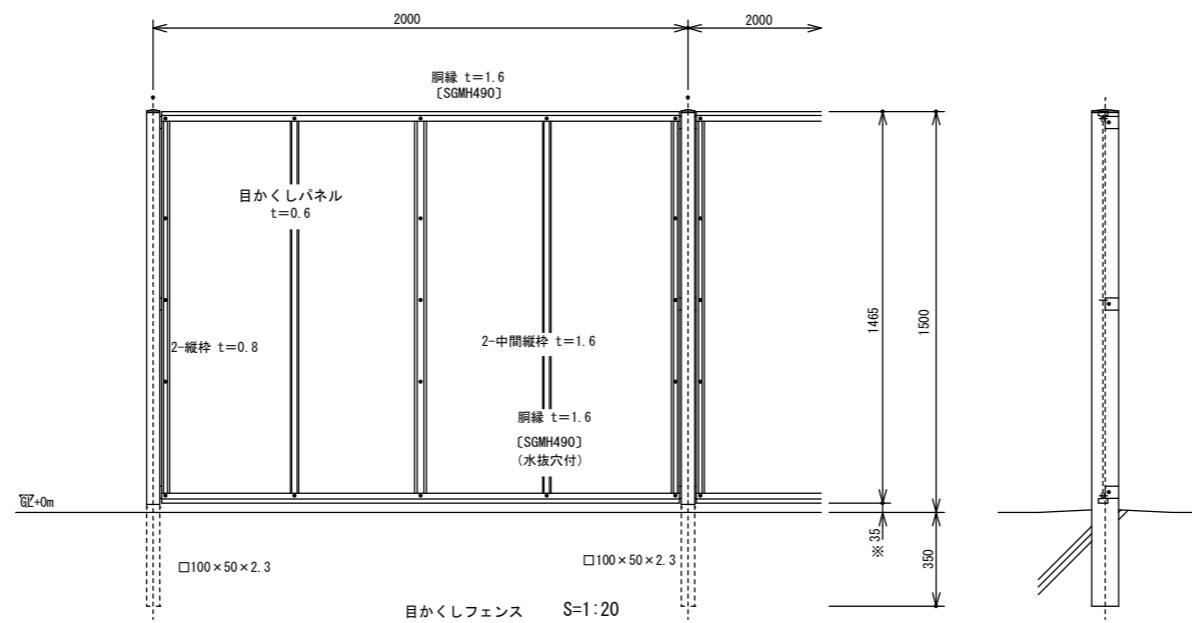 2000
2000
胴縁 t=1.6
〔SGMH490〕
目かくしパネル
t=0.6
2-縦枠 t=0.8
2-中間縦枠 t=1.6
胴縁 t=1.6
〔SGMH490〕
(水抜穴付)
1465
1500
GL+0m
※ 35
350
□100×50×2.3
□100×50×2.3
目かくしフェンス S=1:20